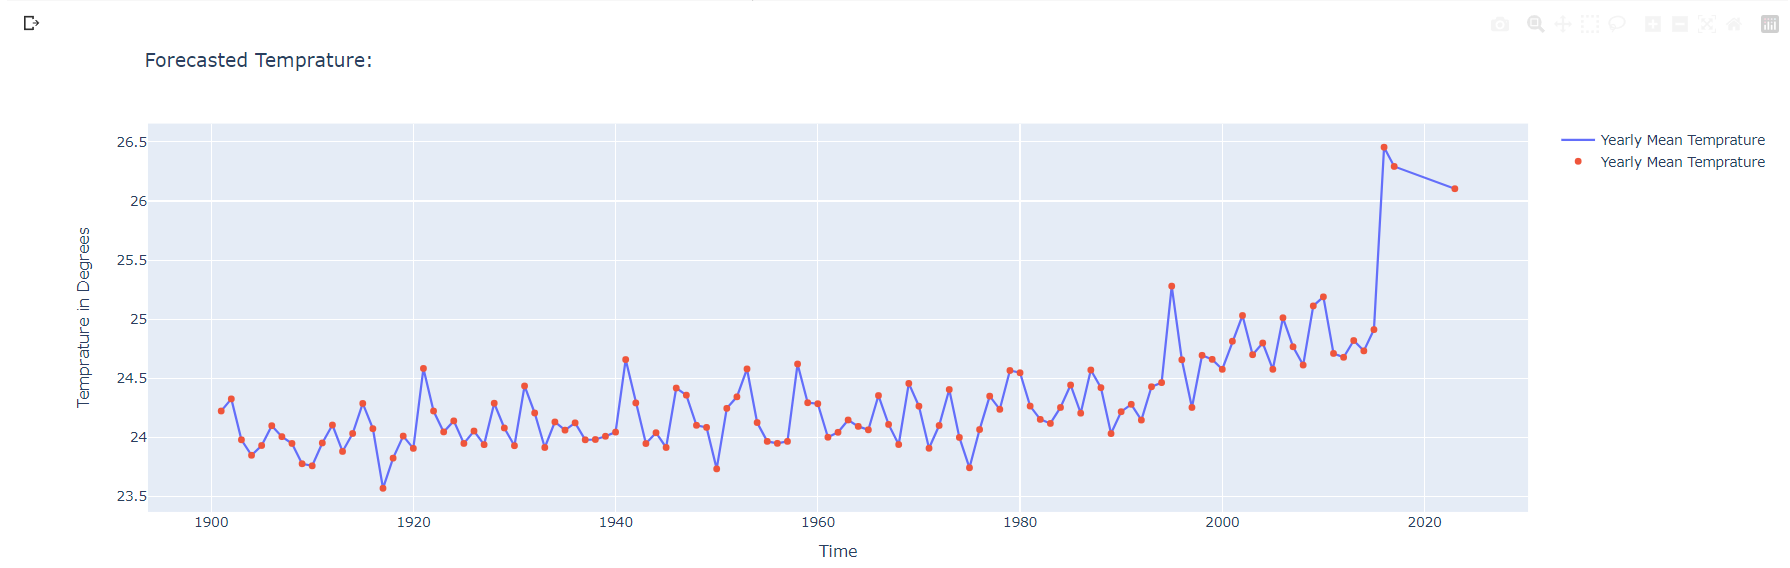 Forecasted Temprature:
Yearly Mean Temprature
Yearly Mean Temprature
Temprature in Degrees
26.5
26
25.5
25
24.5
24
23.5
1900 1920 1940 1960 1980 2000 2020
Time